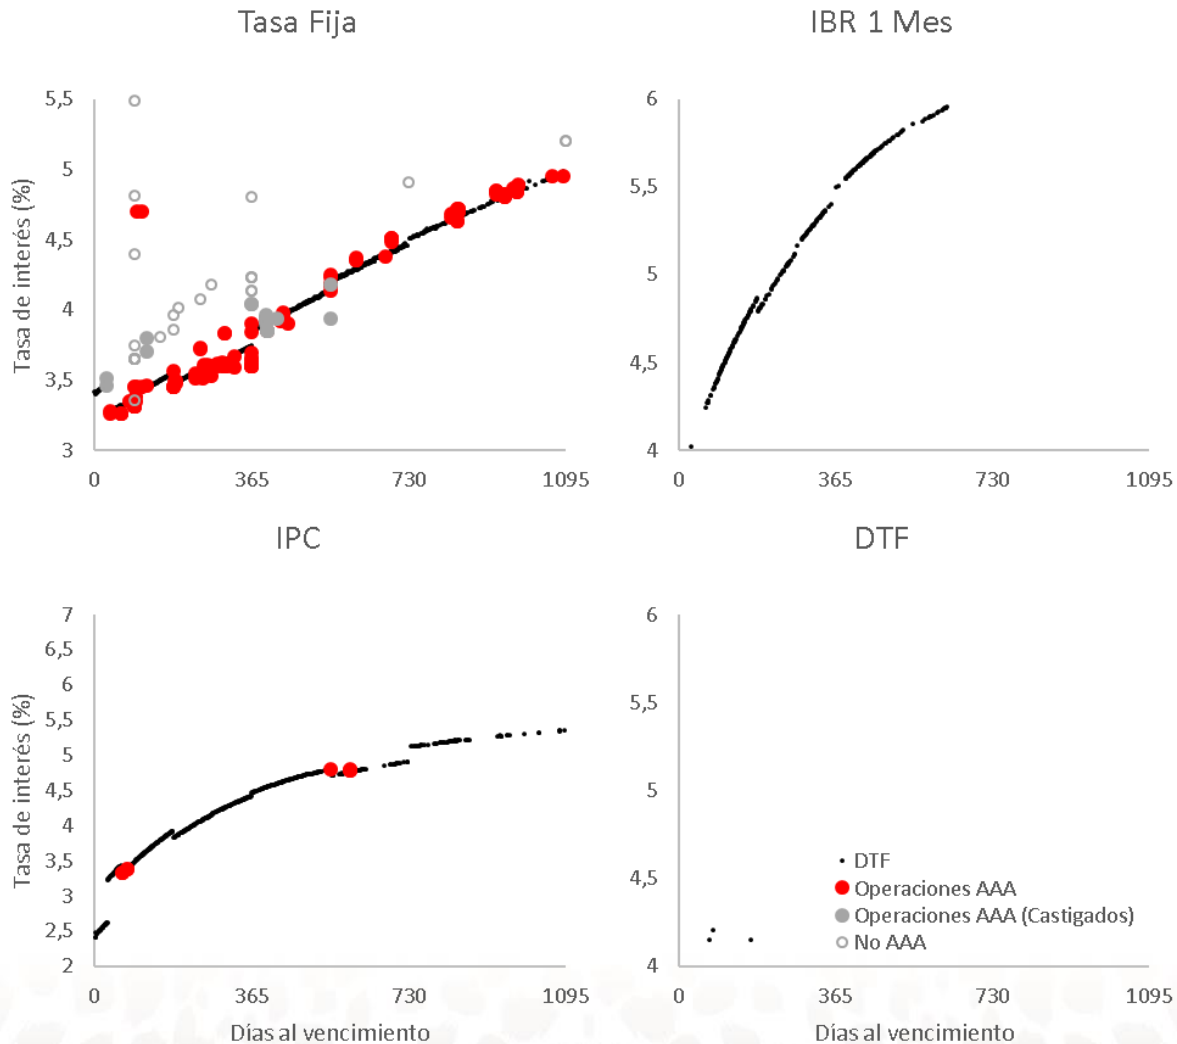 Tasa Fija
Tasa de interés (%)
5,5
5
4,5
4
3,5
3
0 365 730 1095
IBR 1 Mes
6
5,5
5
4,5
4
0 365 730 1095
IPC
Tasa de interés (%)
7
6,5
6
5,5
5
4,5
4
3,5
3
2,5
2
0 365 730 1095
Días al vencimiento
DTF
6
5,5
5
4,5
4
DTF
Operaciones AAA
Operaciones AAA (Castigados)
No AAA
0 365 730 1095
Días al vencimiento